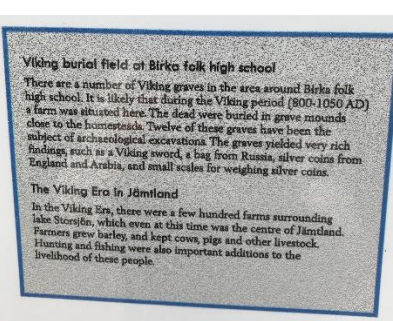 Viking burial field at Birka folk high school
There are a number of Viking graves in the area around Birka folk
high school. It is likely that during the Viking period (800-1050 AD)
a farm was situated here. The dead were buried in grave mounds
close to the homesteads. Twelve of these graves have been the
subject of archaeological excavations. The graves yielded very rich
findings, such as a Viking sword, a bag from Russia, silver coins from
England and Arabia, and small scales for weighing silver coins.
The Viking Era in Jämtland
In the Viking Era, there were a few hundred farms surrounding
lake Storsjön, which even at this time was the centre of Jämtland.
Farmers grew barley, and kept cows, pigs and other livestock.
Hunting and fishing were also important additions to the
livelihood of these people.